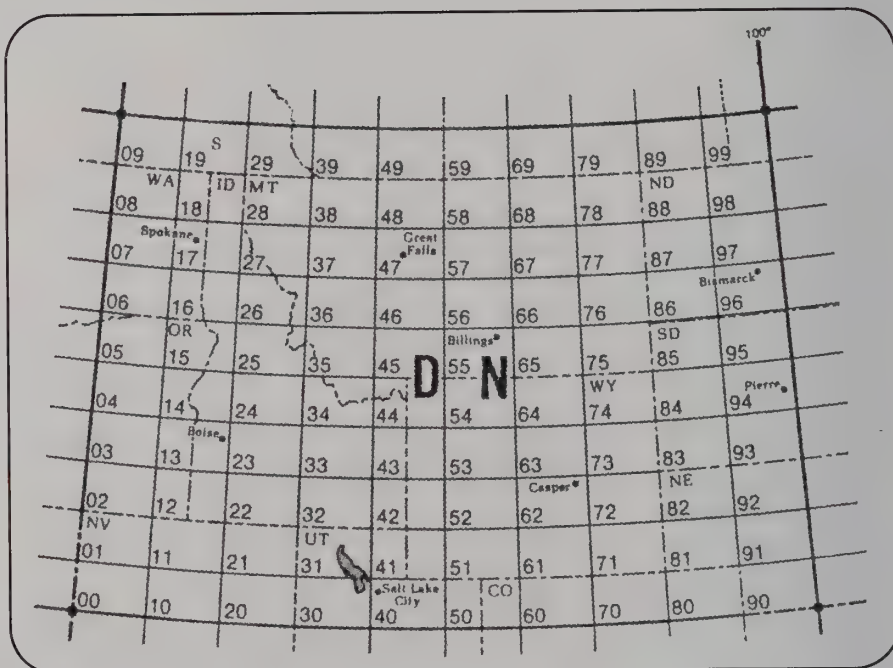 100°
S
09 19 29 39 49 59 69 79 89 99
WA ID MT ND
08 18 28 38 48 58 68 78 88 98
Spokane
Great
Falls
07 17 27 37 47 57 67 77 87 97
Bismarck
06 16 26 36 46 56 66 76 86 96
OR Billings SD
05 15 25 35 45 D 55 N 65 75 85 95
WY
Pierre
04 14 24 34 44 54 64 74 84 94
Boise
03 13 23 33 43 53 63 73 83 93
Casper NE
02 12 22 32 42 52 62 72 82 92
NV UT
01 11 21 31 41 51 61 71 81 91
Salt Lake
City
CO
00 10 20 30 40 50 60 70 80 90